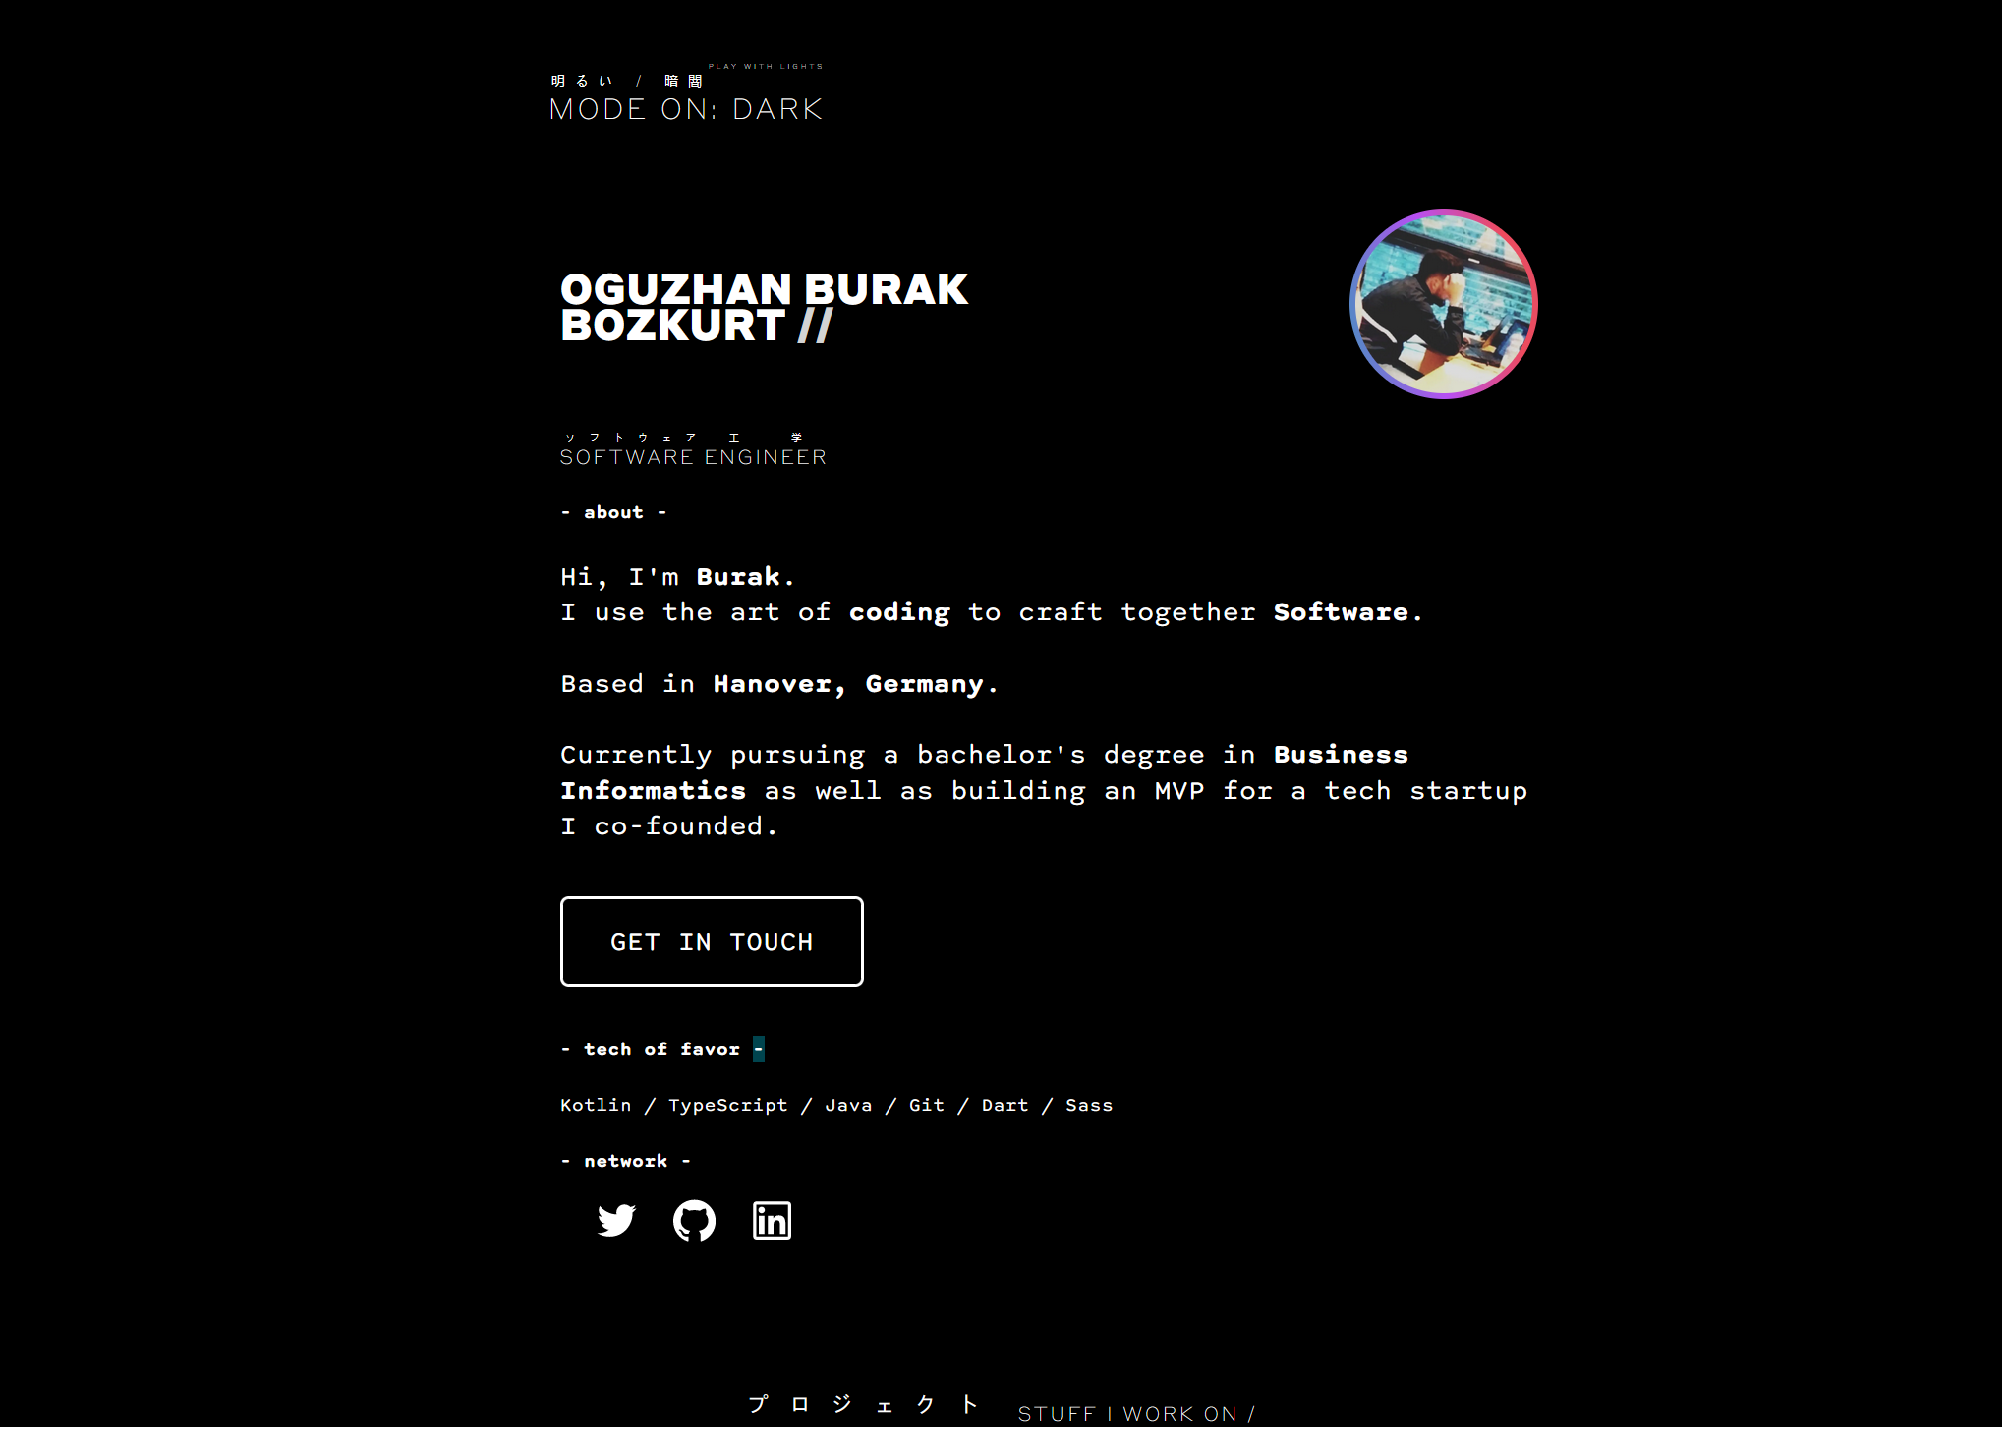 PLAY WITH LIGHTS
明るい / 暗闇
MODE ON: DARK
OGUZHAN BURAK
BOZKURT //
ソフトウェア 工 学
SOFTWARE ENGINEER
- about -
Hi, I'm Burak.
I use the art of coding to craft together Software.
Based in Hanover, Germany.
Currently pursuing a bachelor's degree in Business
Informatics as well as building an MVP for a tech startup
I co-founded.
GET IN TOUCH
- tech of favor -
Kotlin / TypeScript / Java / Git / Dart / Sass
- network -
in
プロジェクト STUFF I WORK ON /